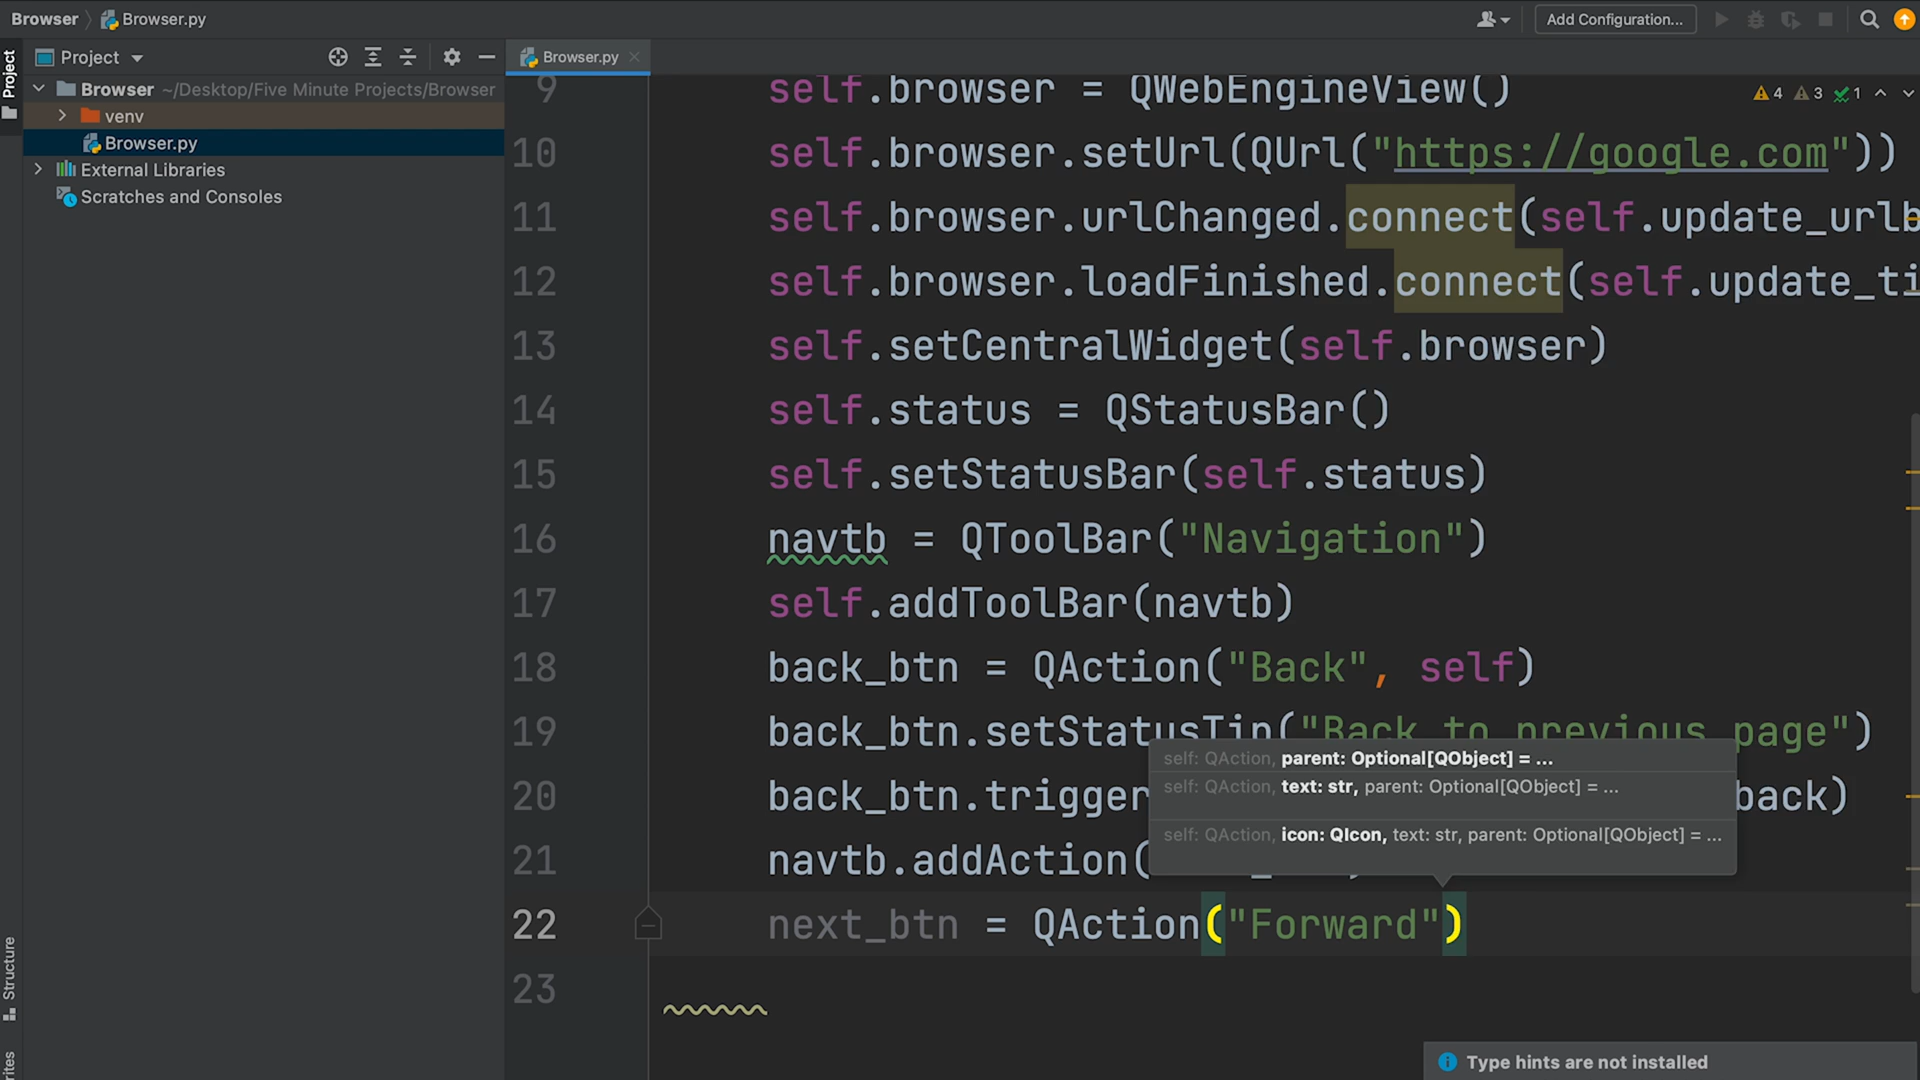 Browser Browser.py Add Configuration...
Project Project Browser.py
Browser ~/Desktop/Five Minute Projects/Browser
venv
Browser.py
External Libraries
Scratches and Consoles
4 3 1
9 self.browser = QWebEngineView()
10 self.browser.setUrl(QUrl("https://google.com"))
11 self.browser.urlChanged.connect(self.update_urlb
12 self.browser.loadFinished.connect(self.update_ti
13 self.setCentralWidget(self.browser)
14 self.status = QStatusBar()
15 self.setStatusBar(self.status)
16 navtb = QToolBar("Navigation")
17 self.addToolBar(navtb)
18 back_btn = QAction("Back", self)
19 back_btn.setStatusTip("Back to previous page")
self: QAction, parent: Optional[QObject] = ...
self: QAction, text: str, parent: Optional[QObject] = ...
20 back_btn.trigger back)
self: QAction, icon: QIcon, text: str, parent: Optional[QObject] = ...
21 navtb.addAction(
22 next_btn = QAction("Forward")
23
Structure
rites
Type hints are not installed